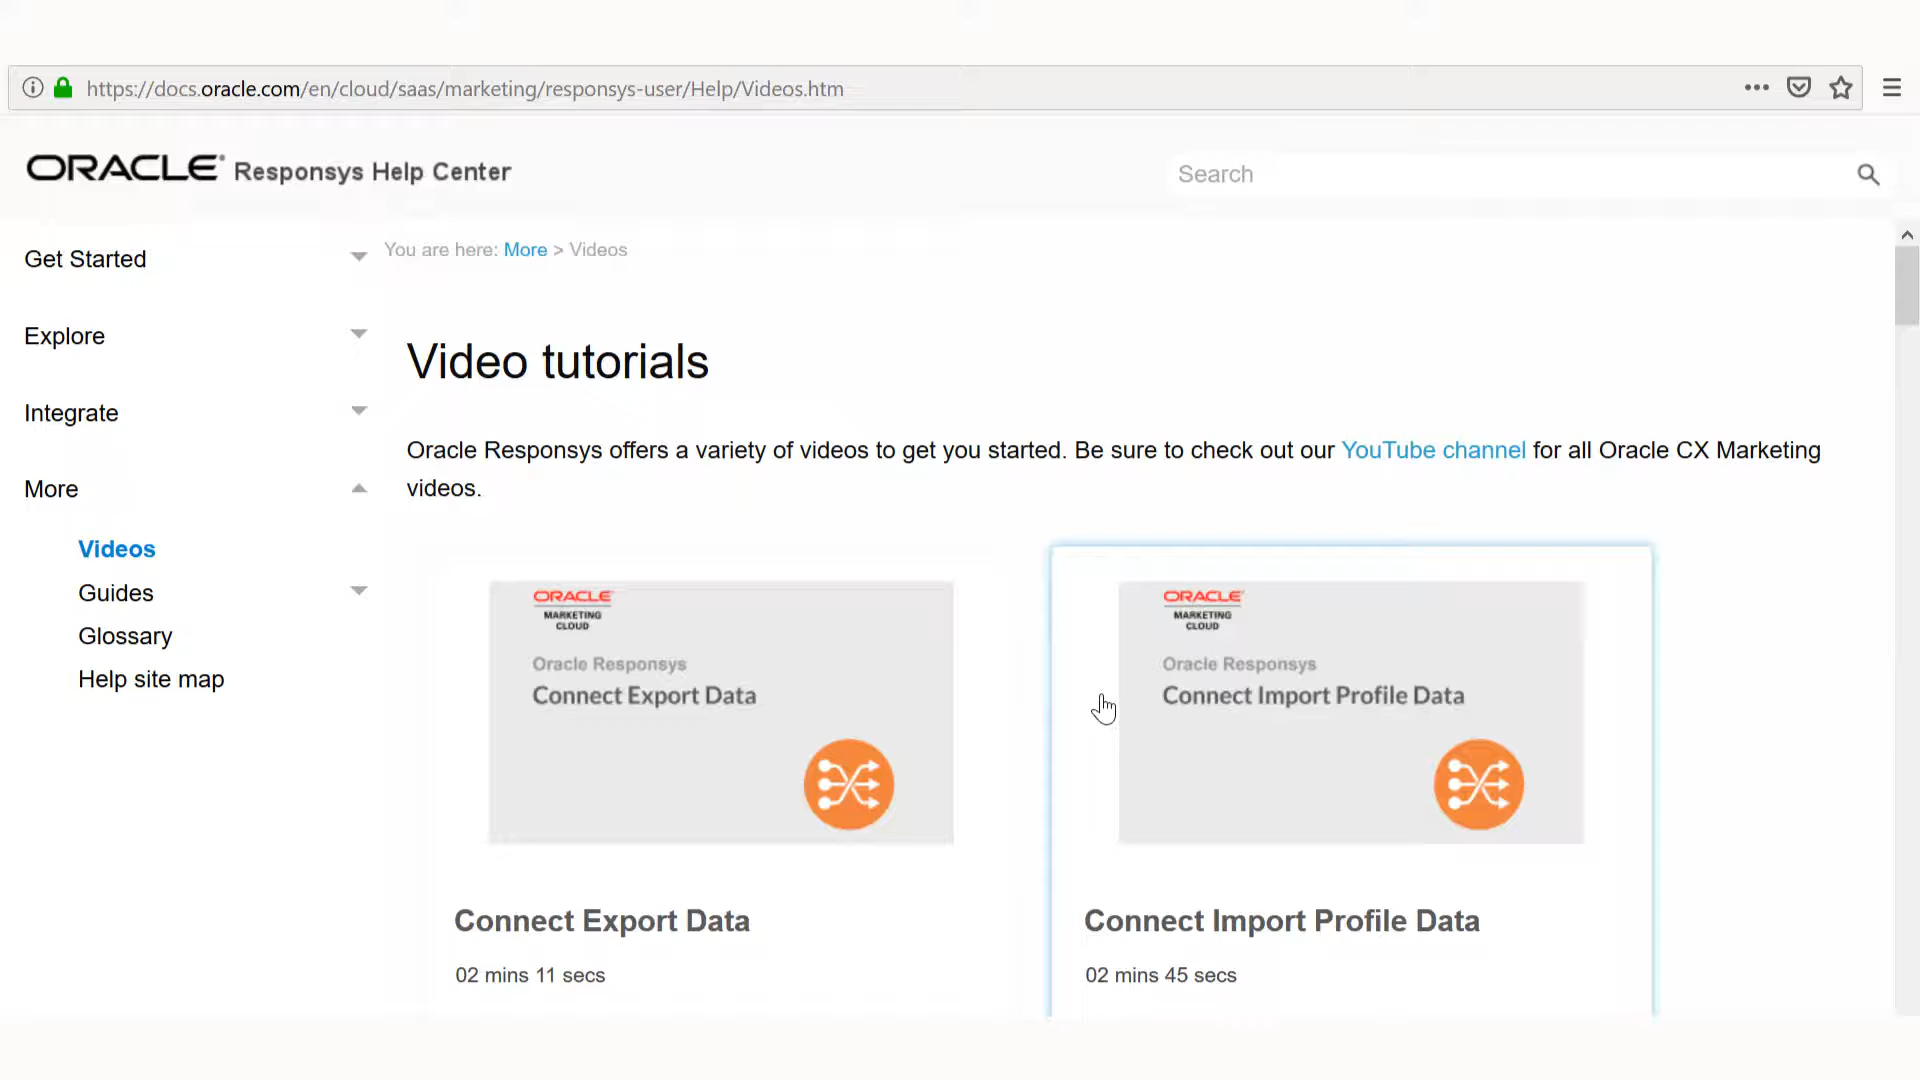 https://docs.oracle.com/en/cloud/saas/marketing/responsys-user/Help/Videos.htm
ORACLE® Responsys Help Center
Search
Get Started
Explore
Integrate
More
Videos
Guides
Glossary
Help site map
You are here: More > Videos
Video tutorials
Oracle Responsys offers a variety of videos to get you started. Be sure to check out our YouTube channel for all Oracle CX Marketing
videos.
ORACLE®
MARKETING
CLOUD
Oracle Responsys
Connect Export Data
Connect Export Data
02 mins 11 secs
ORACLE®
MARKETING
CLOUD
Oracle Responsys
Connect Import Profile Data
Connect Import Profile Data
02 mins 45 secs